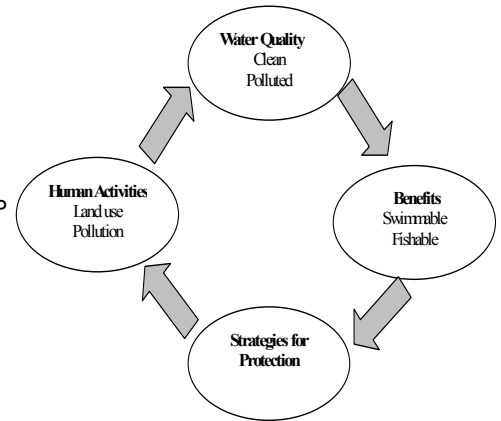 Water Quality
Clean
Polluted
Human Activities
Land use
Pollution
Benefits
Swimmable
Fishable
Strategies for
Protection